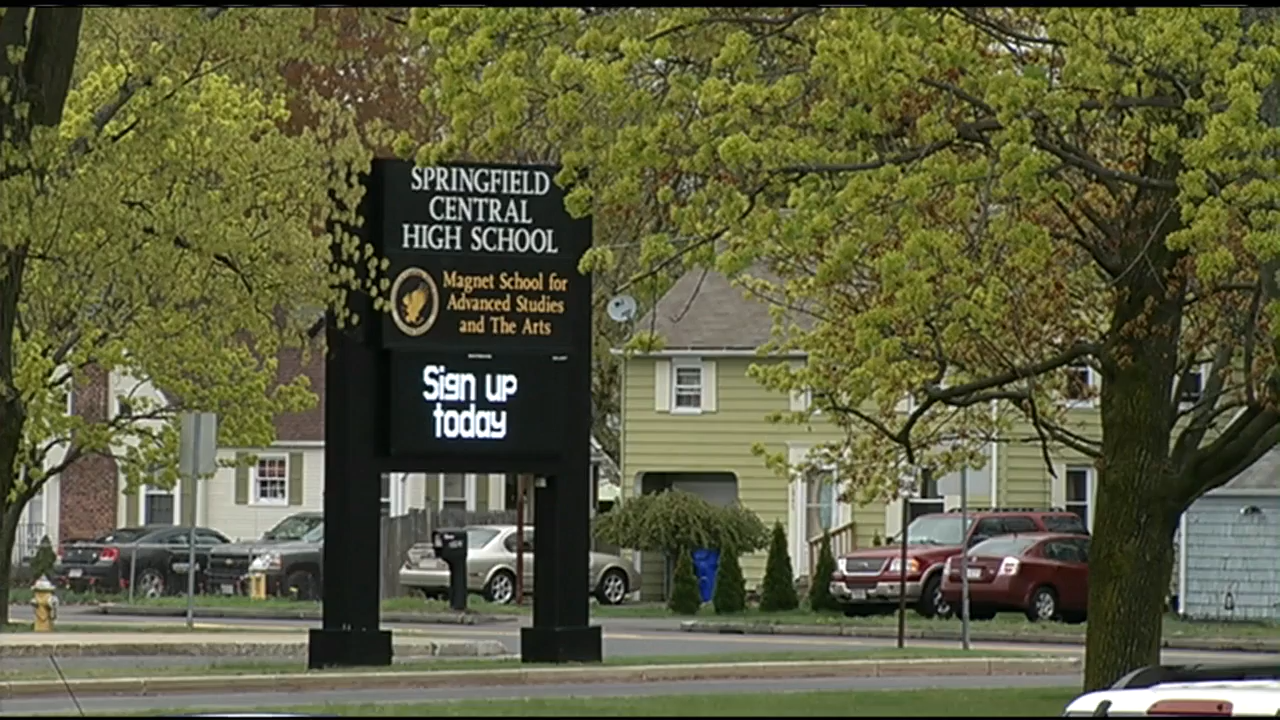 SPRINGFIELD
CENTRAL
HIGH SCHOOL
Magnet School for
Advanced Studies
and The Arts
Sign up
today